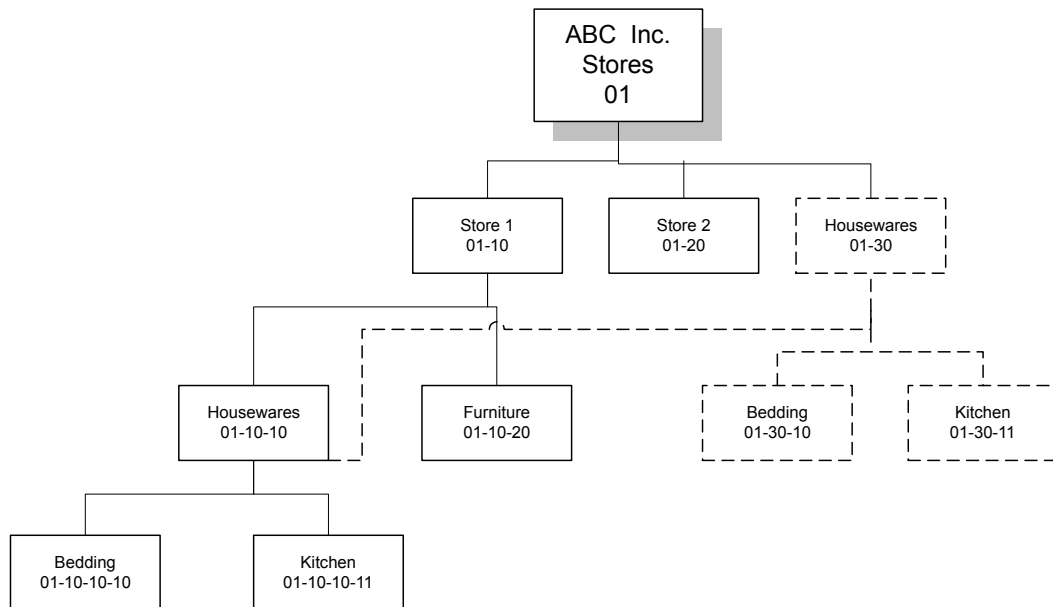 ABC Inc.
Stores
01
Store 1
01-10
Store 2
01-20
Housewares
01-30
Housewares
01-10-10
Furniture
01-10-20
Bedding
01-30-10
Kitchen
01-30-11
Bedding
01-10-10-10
Kitchen
01-10-10-11